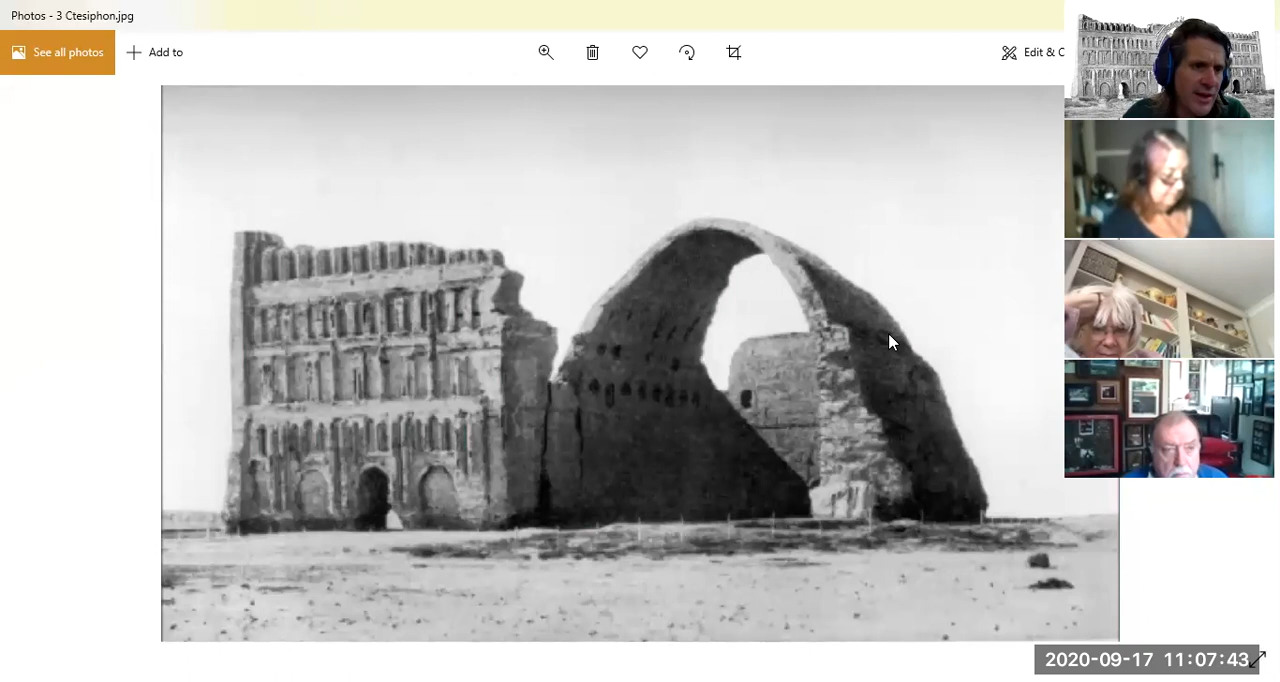 Photos - 3 Ctesiphon.jpg
See all photos
Add to
Edit & C
2020-09-17 11:07:43